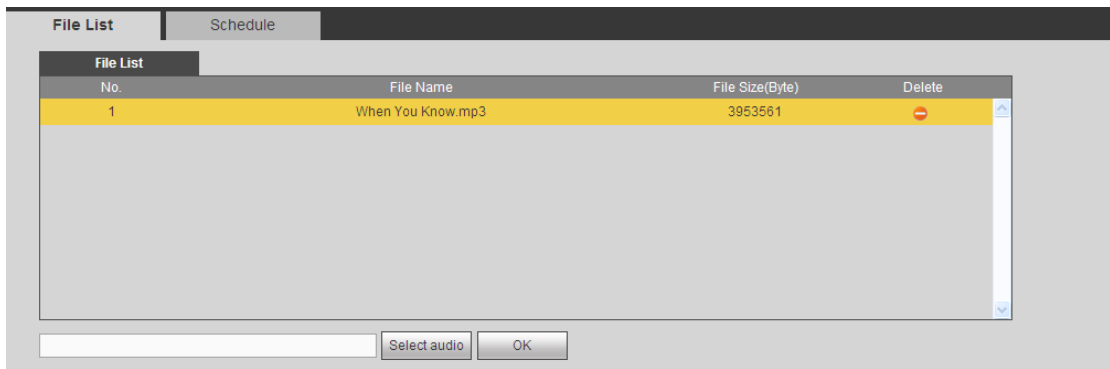 File List Schedule
File List
No. File Name File Size(Byte) Delete
1 When You Know.mp3 3953561
Select audio OK